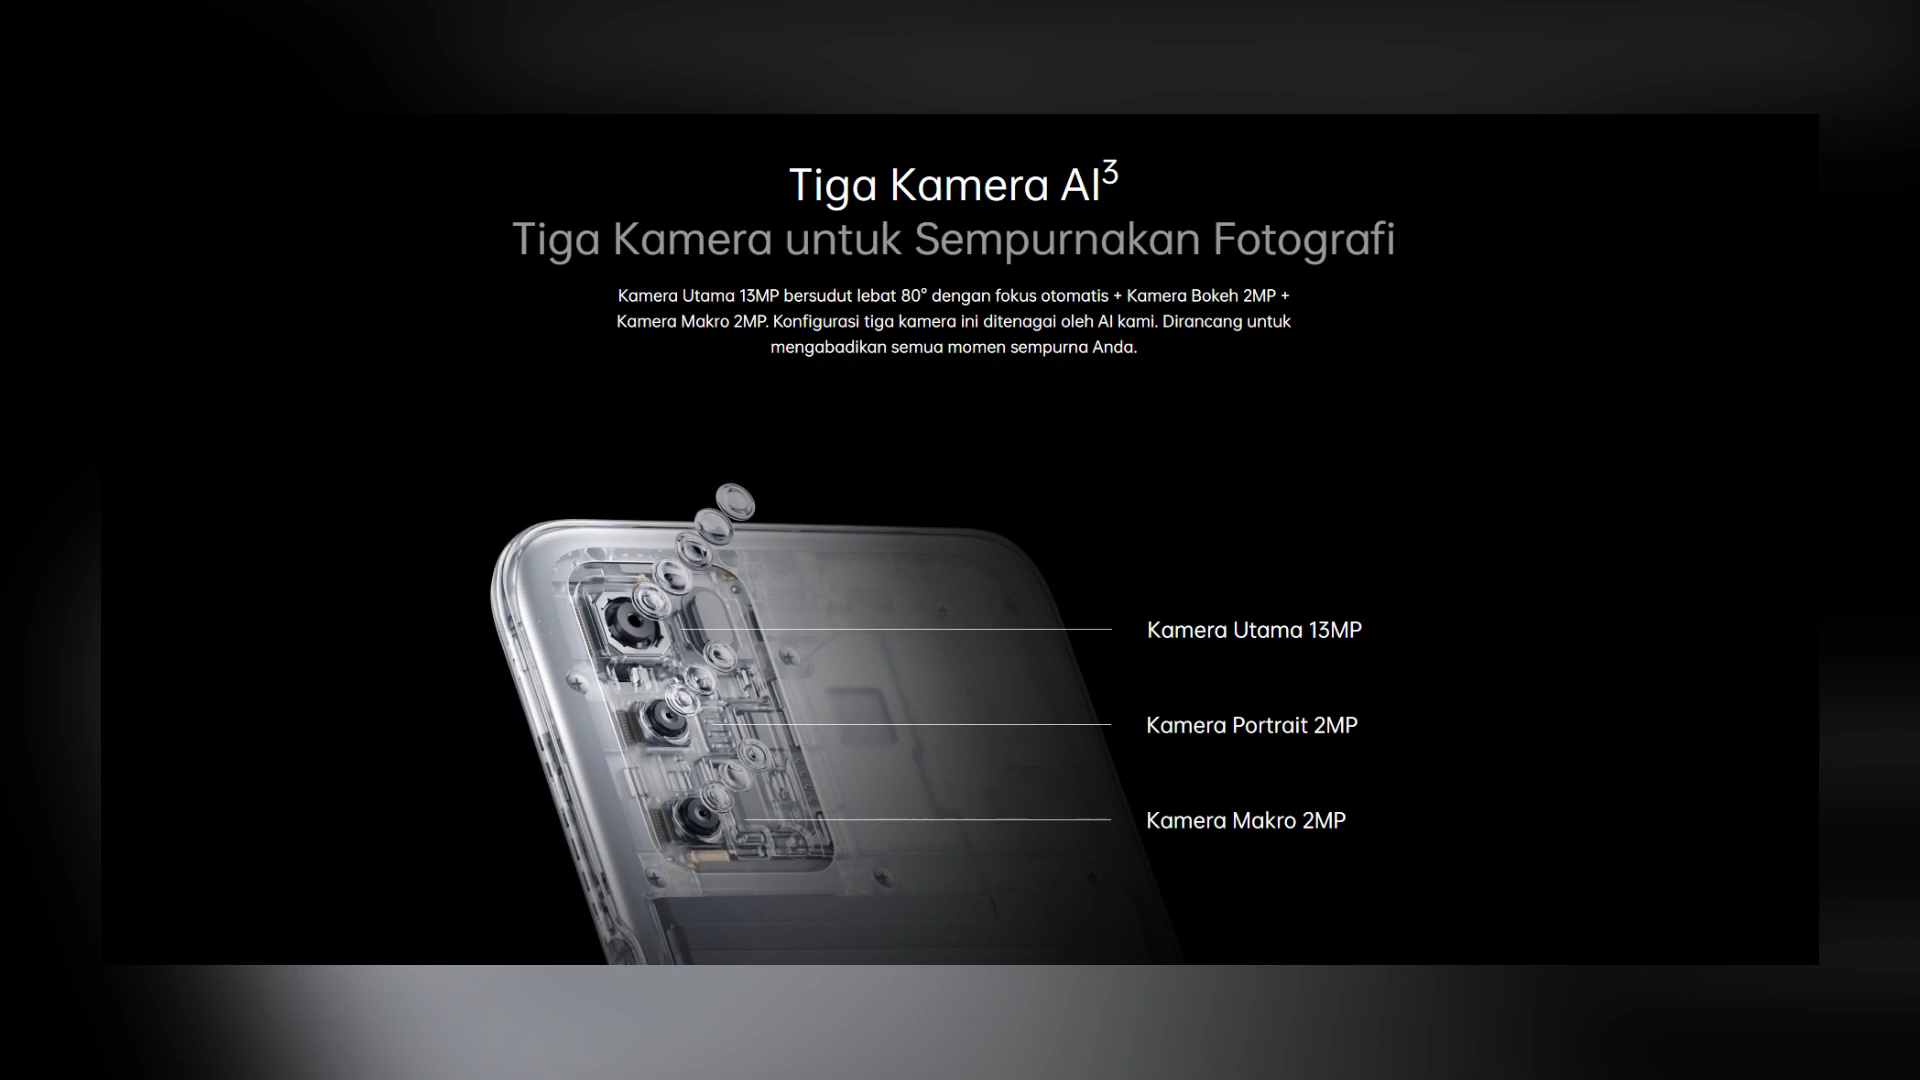 Tiga Kamera AI³
Tiga Kamera untuk Sempurnakan Fotografi
Kamera Utama 13MP bersudut lebat 80° dengan fokus otomatis + Kamera Bokeh 2MP +
Kamera Makro 2MP. Konfigurasi tiga kamera ini ditenagai oleh AI kami. Dirancang untuk
mengabadikan semua momen sempurna Anda.
Kamera Utama 13MP
Kamera Portrait 2MP
Kamera Makro 2MP